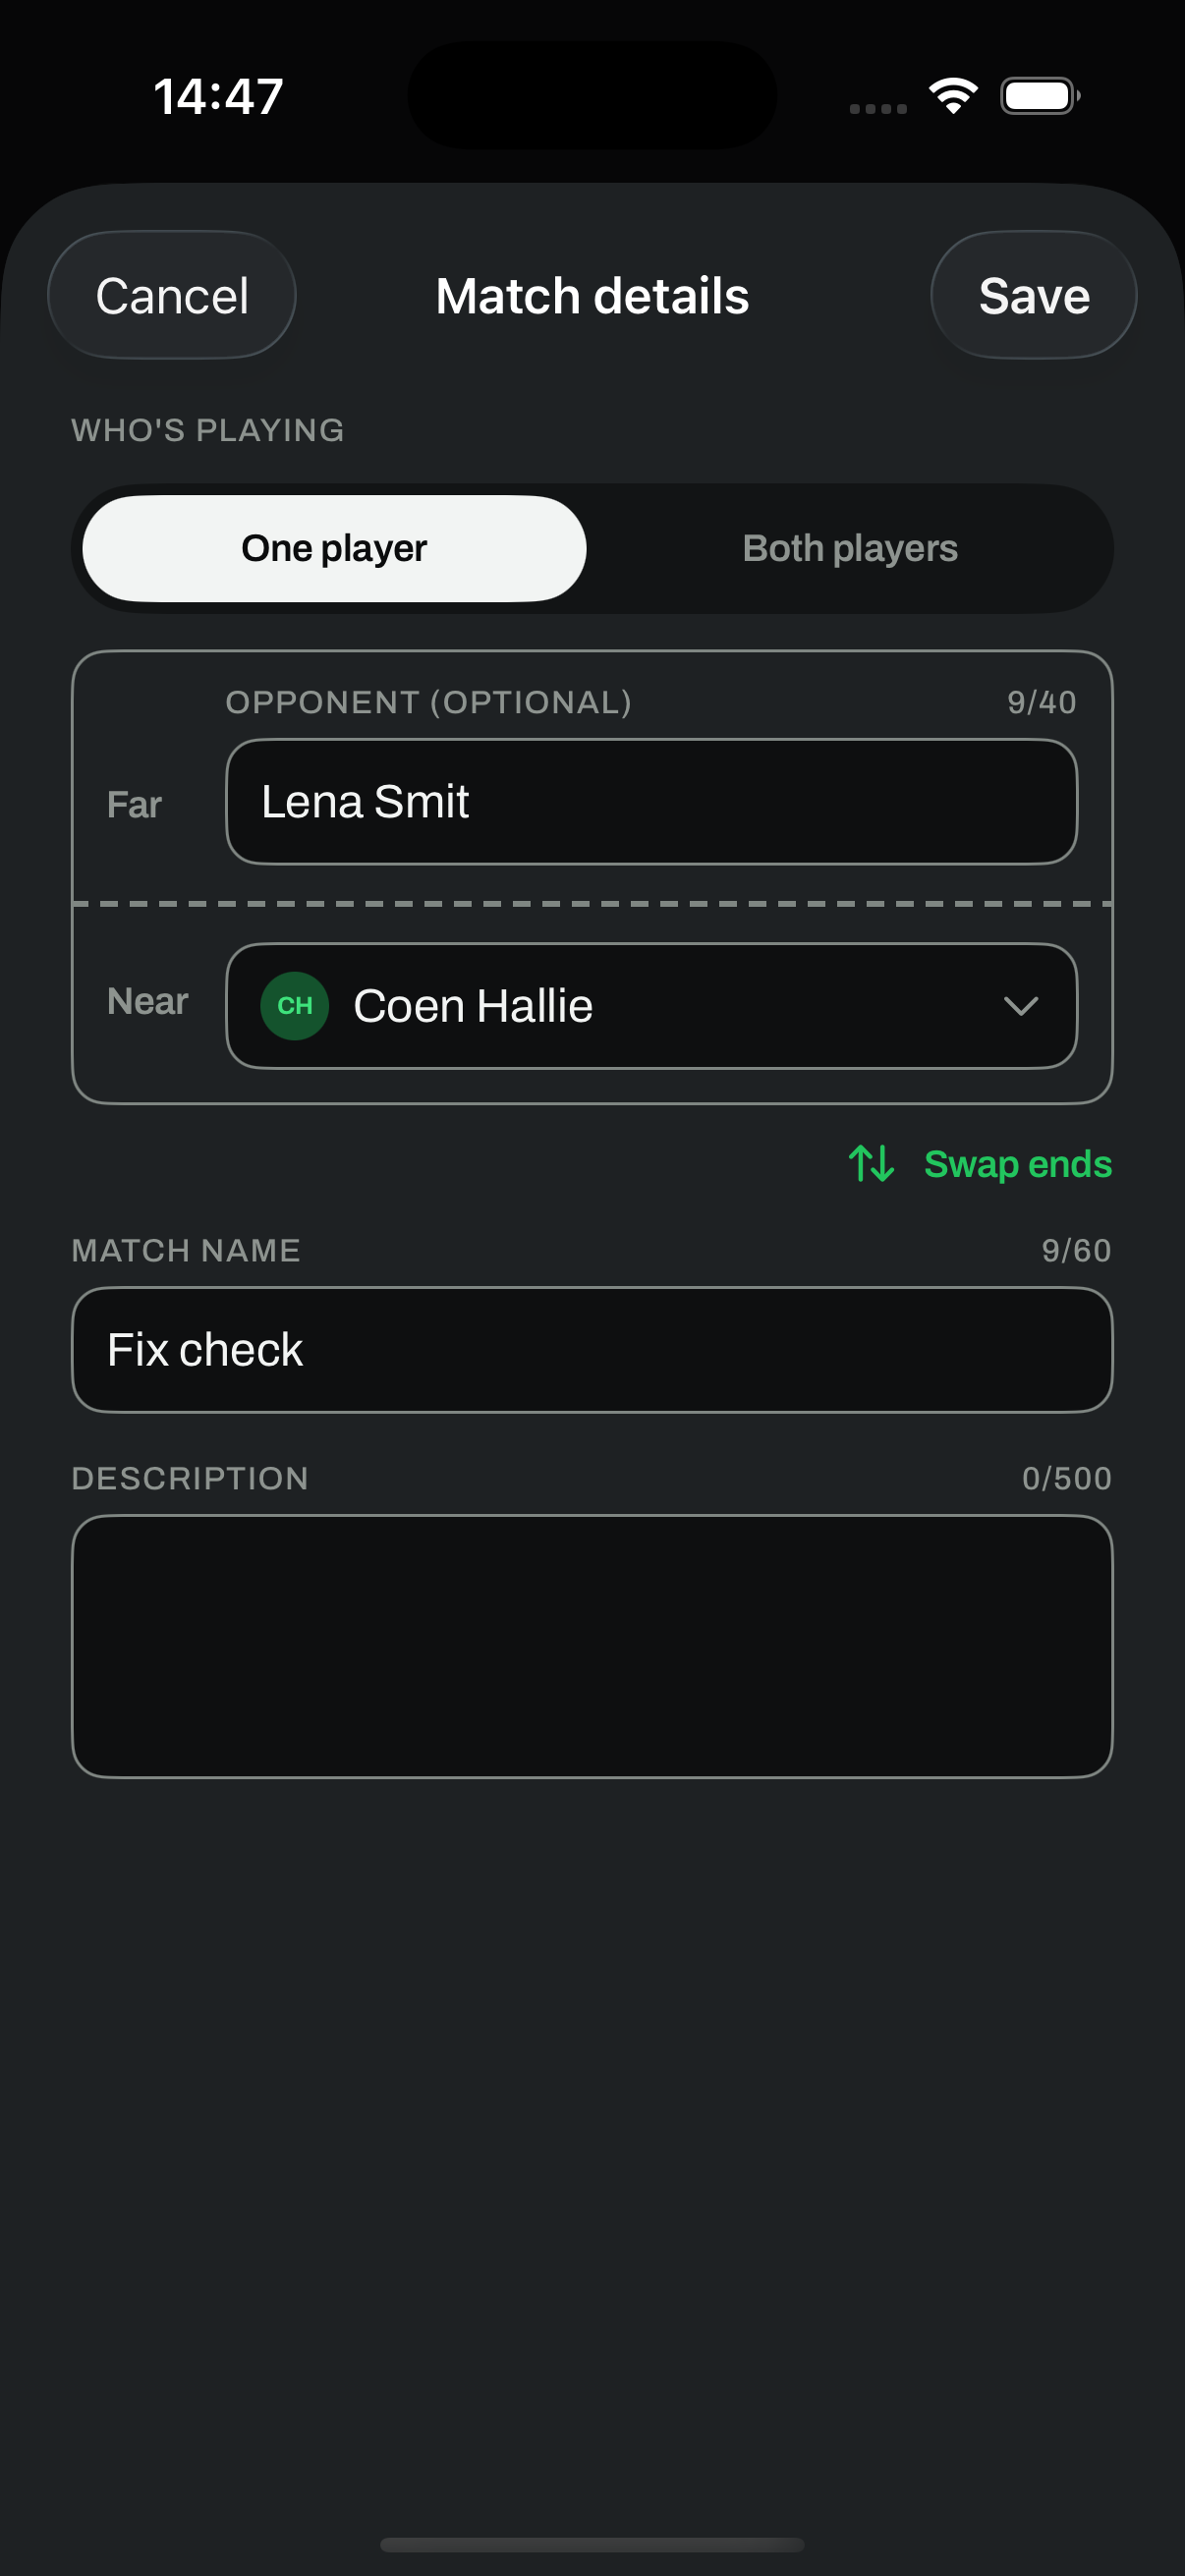 14:47
Cancel
Match details
Save
WHO'S PLAYING
One player
Both players
OPPONENT (OPTIONAL)
9/40
Far
Lena Smit
Near
CH
Coen Hallie
Swap ends
MATCH NAME
9/60
Fix check
DESCRIPTION
0/500